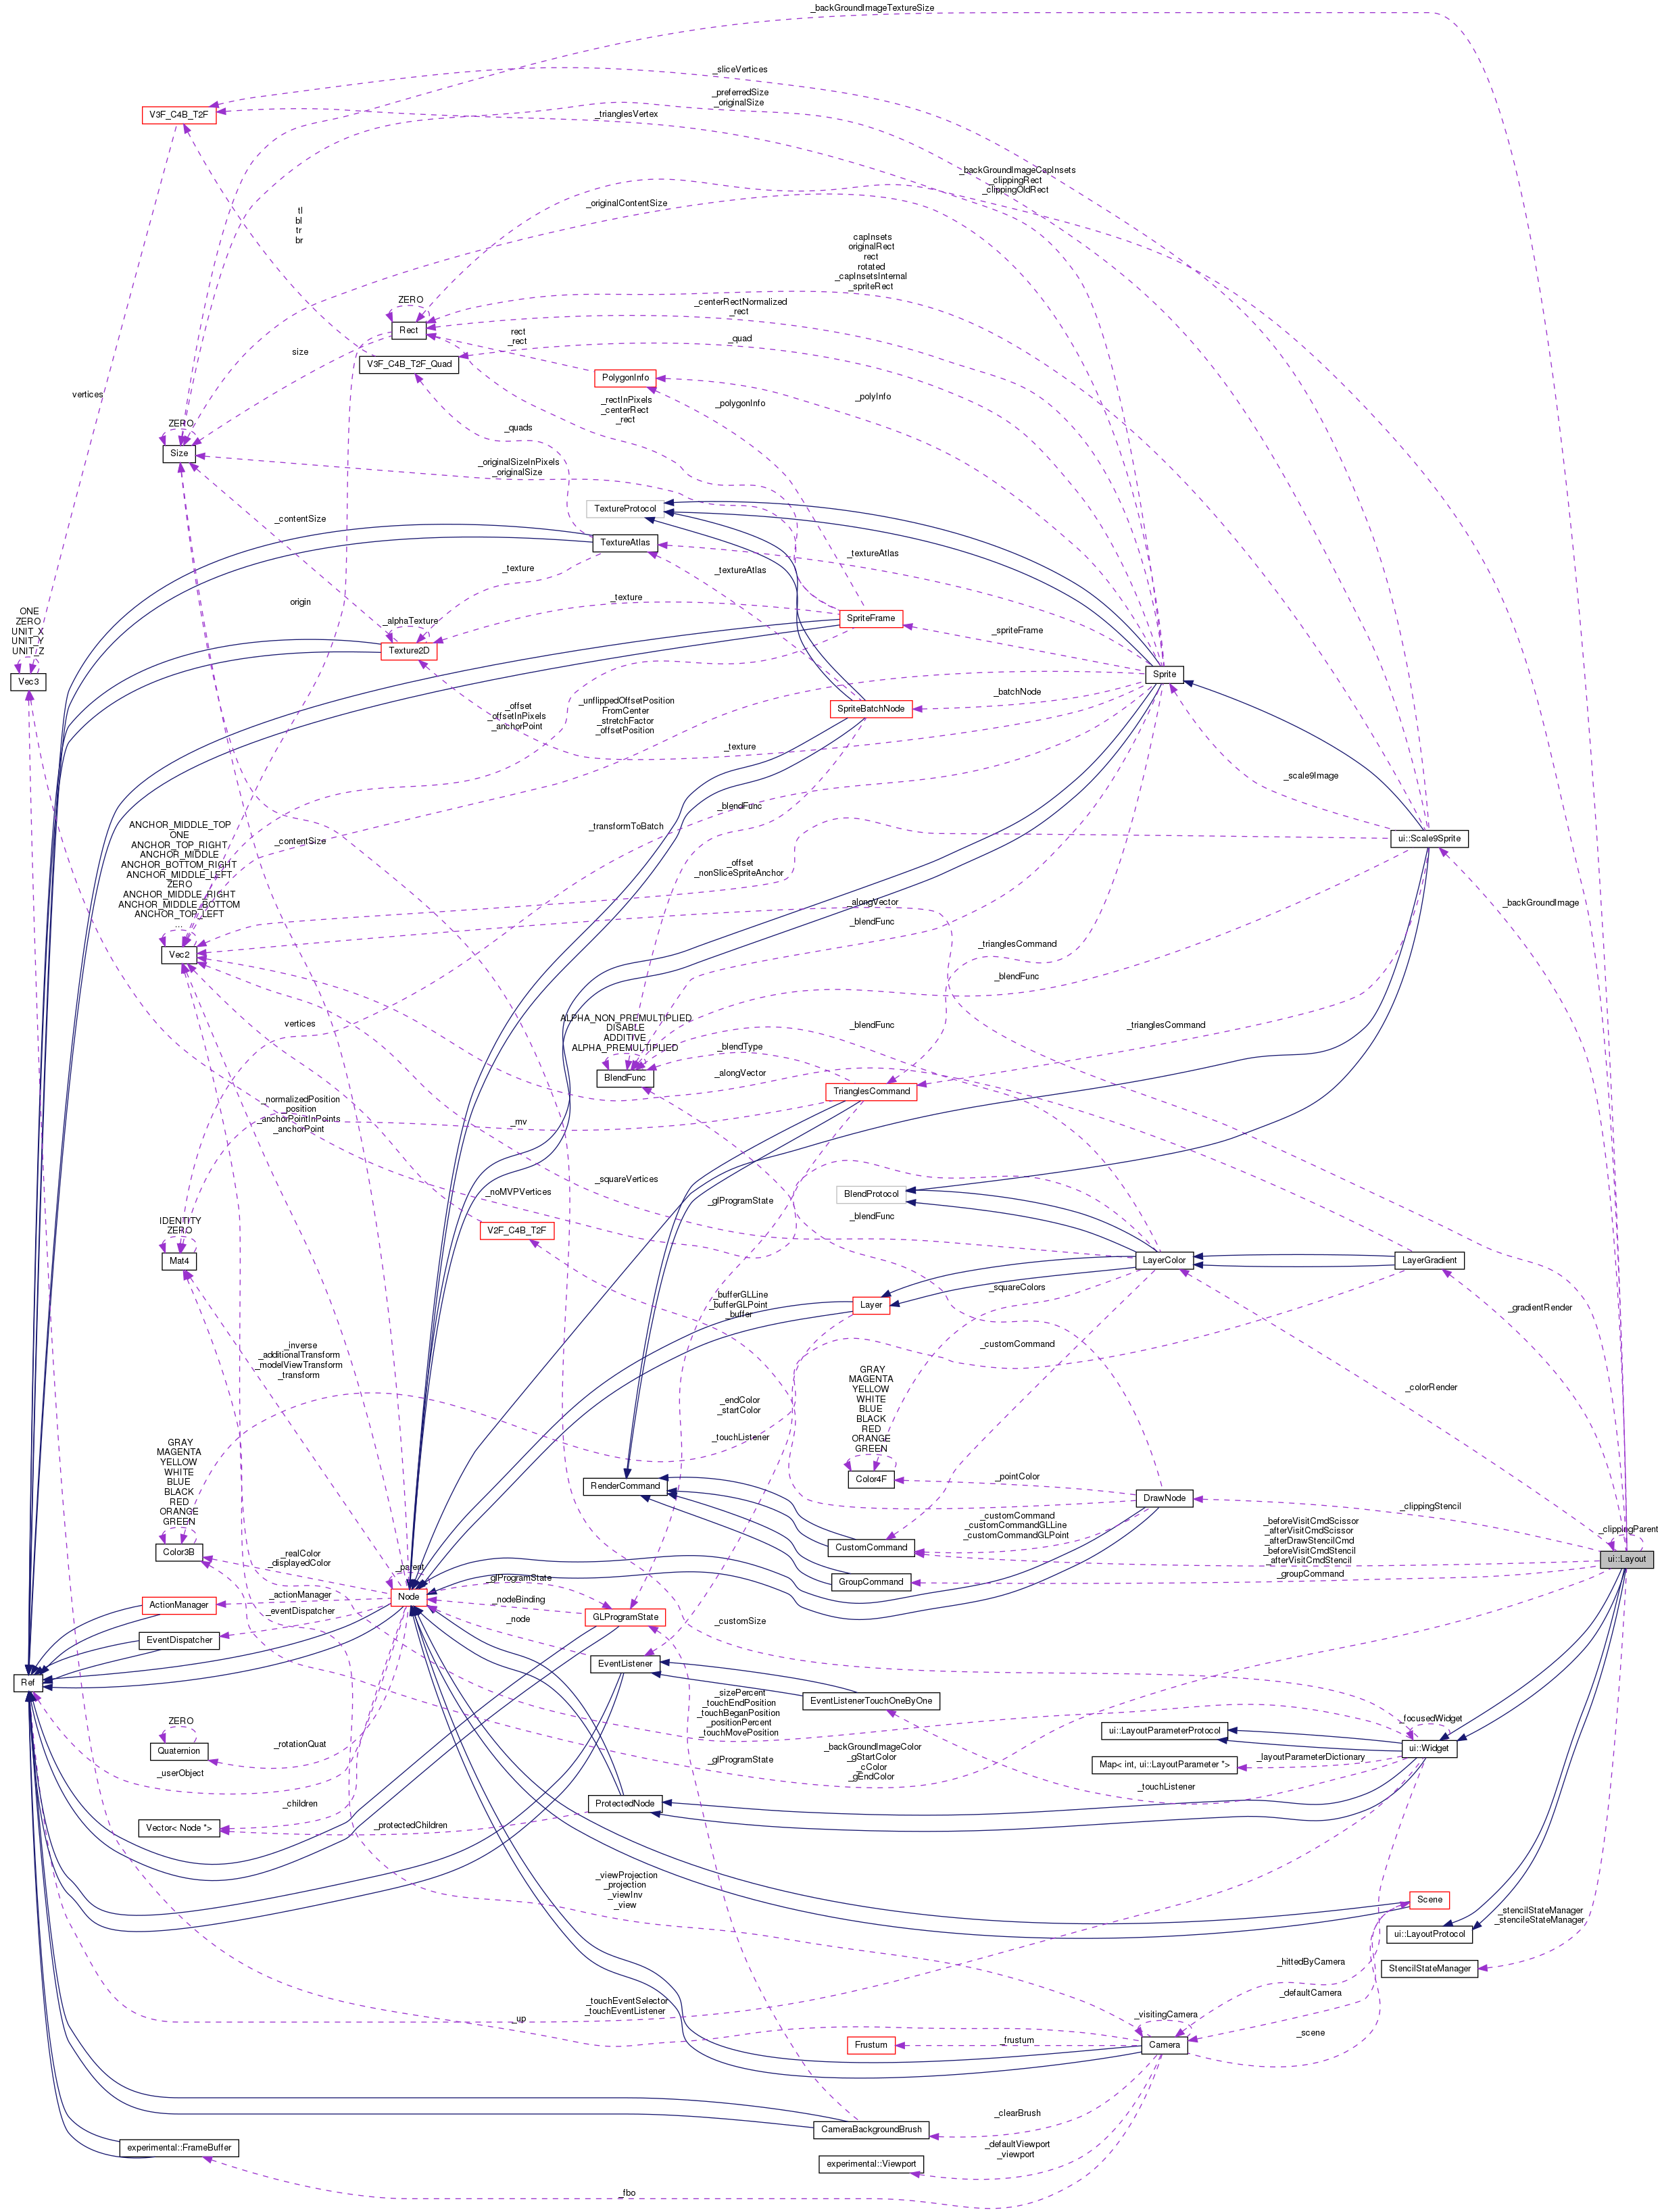 _backGroundImageTextureSize
_sliceVertices
_preferredSize
_originalSize
V3F_C4B_T2F
_trianglesVertex
_backGroundImageCapInsets
_clippingRect
_clippingOldRect
_originalContentSize
tl
bl
tr
br
capInsets
originalRect
rect
rotated
_capInsetsInternal
_spriteRect
ZERO
_centerRectNormalized
_rect
Rect
rect
_rect
_quad
size
V3F_C4B_T2F_Quad
PolygonInfo
vertices
_rectInPixels
_centerRect
_rect
_polygonInfo
_polyInfo
ZERO
_quads
Size
_originalSizeInPixels
_originalSize
TextureProtocol
_contentSize
TextureAtlas
_textureAtlas
_texture
_textureAtlas
origin
_texture
ONE
ZERO
UNIT_X
UNIT_Y
UNIT_Z
_alphaTexture
SpriteFrame
_spriteFrame
Texture2D
Vec3
Sprite
_batchNode
_unflippedOffsetPosition
FromCenter
_stretchFactor
_offsetPosition
_offset
_offsetInPixels
_anchorPoint
SpriteBatchNode
_texture
_scale9Image
_blendFunc
ANCHOR_MIDDLE_TOP
ONE
ANCHOR_TOP_RIGHT
ANCHOR_MIDDLE
ANCHOR_BOTTOM_RIGHT
ANCHOR_MIDDLE_LEFT
ZERO
ANCHOR_MIDDLE_RIGHT
ANCHOR_MIDDLE_BOTTOM
ANCHOR_TOP_LEFT
...
_transformToBatch
_contentSize
ui::Scale9Sprite
_offset
_nonSliceSpriteAnchor
_alongVector
_backGroundImage
_blendFunc
_trianglesCommand
Vec2
_blendFunc
ALPHA_NON_PREMULTIPLIED
DISABLE
ADDITIVE
ALPHA_PREMULTIPLIED
vertices
_blendFunc
_trianglesCommand
_blendType
BlendFunc
_alongVector
TrianglesCommand
_normalizedPosition
_position
_anchorPointInPoints
_anchorPoint
_mv
_squareVertices
_noMVPVertices
_glProgramState
BlendProtocol
_blendFunc
IDENTITY
ZERO
V2F_C4B_T2F
Mat4
LayerColor
LayerGradient
_squareColors
_bufferGLLine
_bufferGLPoint
_buffer
Layer
_gradientRender
_inverse
_additionalTransform
_modelViewTransform
_transform
_customCommand
GRAY
MAGENTA
YELLOW
WHITE
BLUE
BLACK
RED
ORANGE
GREEN
_colorRender
_endColor
_startColor
_touchListener
GRAY
MAGENTA
YELLOW
WHITE
BLUE
BLACK
RED
ORANGE
GREEN
Color4F
_pointColor
RenderCommand
DrawNode
_clippingStencil
_customCommand
_customCommandGLLine
_customCommandGLPoint
_beforeVisitCmdScissor
_afterVisitCmdScissor
_afterDrawStencilCmd
_beforeVisitCmdStencil
_afterVisitCmdStencil
_clippingParent
Color3B
_realColor
_displayedColor
CustomCommand
ui::Layout
_parent
_glProgramState
GroupCommand
_groupCommand
_actionManager
Node
_nodeBinding
ActionManager
_eventDispatcher
_node
GLProgramState
_customSize
EventDispatcher
EventListener
Ref
_sizePercent
_touchEndPosition
_touchBeganPosition
_positionPercent
_touchMovePosition
EventListenerTouchOneByOne
ZERO
_focusedWidget
ui::LayoutParameterProtocol
_rotationQuat
Quaternion
ui::Widget
_backGroundImageColor
_gStartColor
_cColor
_gEndColor
_glProgramState
_layoutParameterDictionary
Map< int, ui::LayoutParameter *>
_userObject
_touchListener
_children
ProtectedNode
Vector< Node *>
_protectedChildren
_viewProjection
_projection
_viewInv
_view
Scene
_stencilStateManager
_stencileStateManager
ui::LayoutProtocol
_hittedByCamera
StencilStateManager
_defaultCamera
_touchEventSelector
_touchEventListener
_up
_visitingCamera
_scene
Frustum
_frustum
Camera
_clearBrush
CameraBackgroundBrush
_defaultViewport
_viewport
experimental::FrameBuffer
experimental::Viewport
_fbo